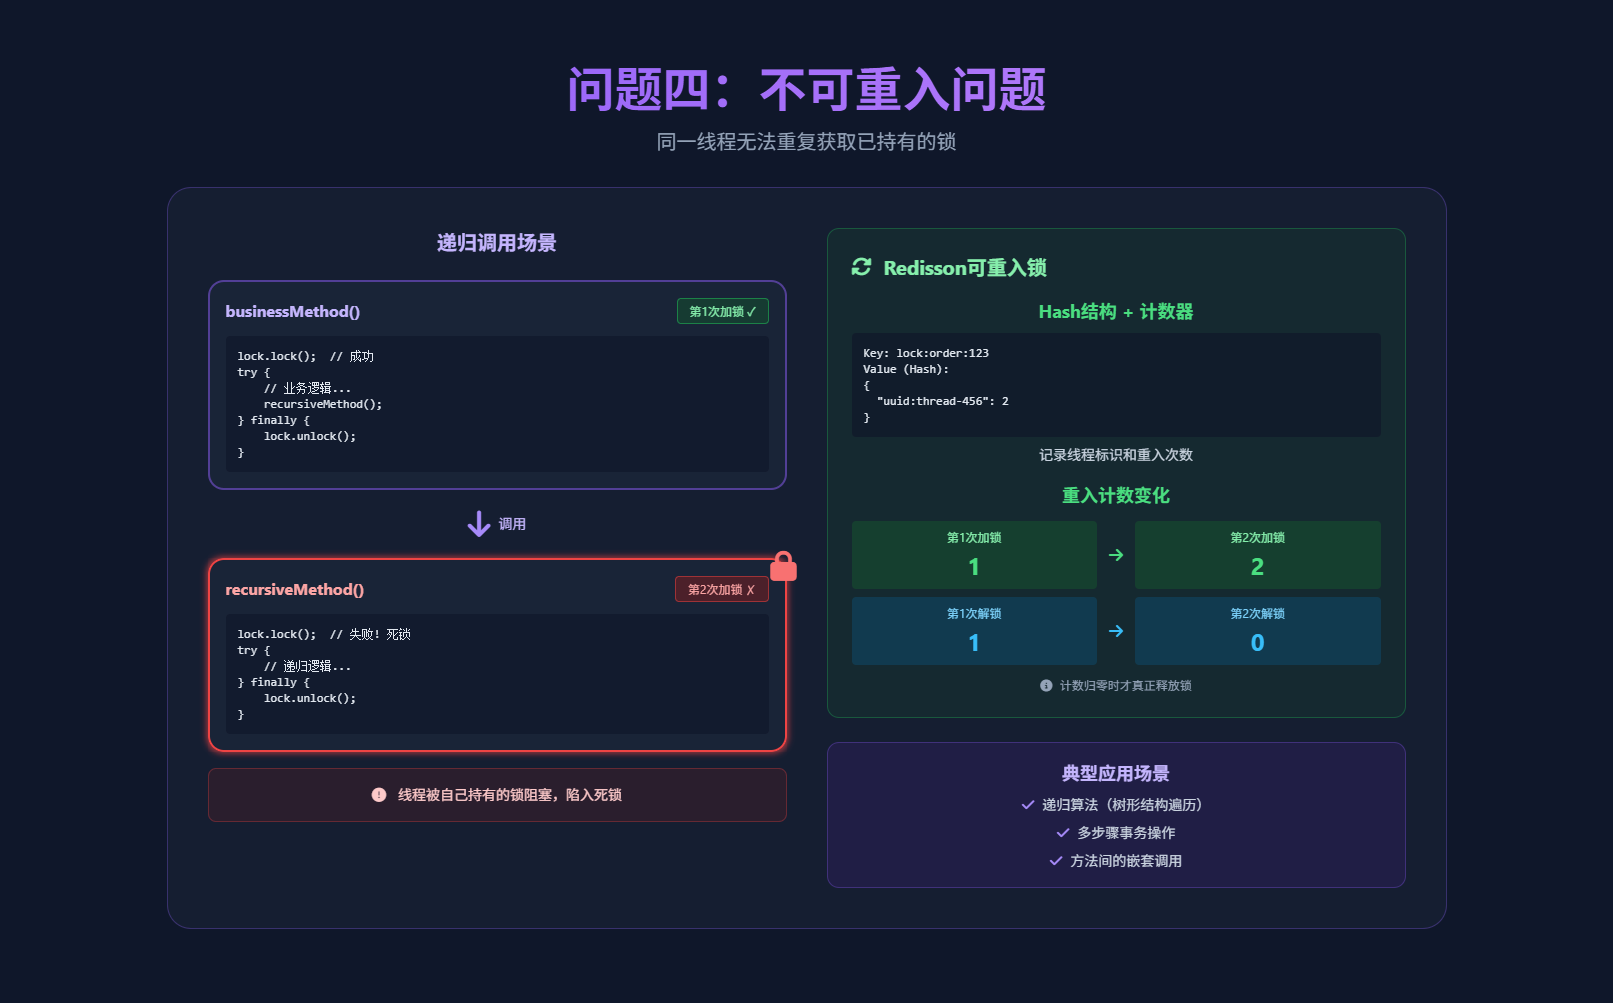 问题四：不可重入问题
同一线程无法重复获取已持有的锁
递归调用场景
businessMethod()
第1次加锁 ✓
lock.lock();  // 成功
try {
    // 业务逻辑...
    recursiveMethod();
} finally {
    lock.unlock();
}
调用
recursiveMethod()
第2次加锁 ✗
lock.lock();  // 失败! 死锁
try {
    // 递归逻辑...
} finally {
    lock.unlock();
}
线程被自己持有的锁阻塞，陷入死锁
Redisson可重入锁
Hash结构 + 计数器
Key: lock:order:123
Value (Hash):
{
  "uuid:thread-456": 2
}
记录线程标识和重入次数
重入计数变化
第1次加锁
1
第2次加锁
2
第1次解锁
1
第2次解锁
0
计数归零时才真正释放锁
典型应用场景
递归算法（树形结构遍历）
多步骤事务操作
方法间的嵌套调用